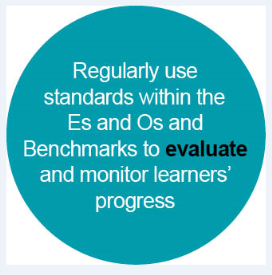 Regularly use
standards within the
Es and Os and
Benchmarks to evaluate
and monitor learners’
progress